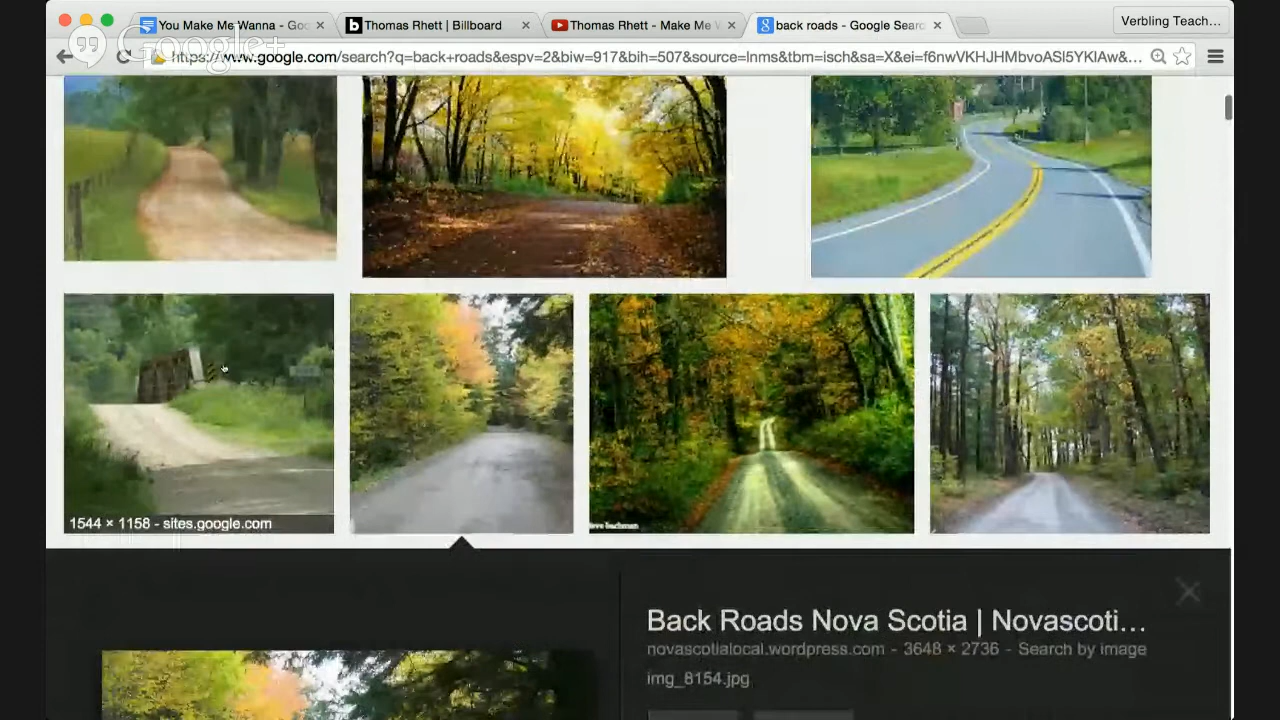 You Make Me Wanna - Goo
Thomas Rhett | Billboard
Thomas Rhett - Make Me W
back roads - Google Searc
Verbling Teach...
Google+
https://www.google.com/search?q=back+roads&espv=2&biw=917&bih=507&source=lnms&tbm=isch&sa=X&ei=f6nwVKHJHMbvoASl5YKIAw&...
1544 × 1158 - sites.google.com
Back Roads Nova Scotia | Novascoti...
novascotialocal.wordpress.com - 3648 × 2736 - Search by image
img_8154.jpg